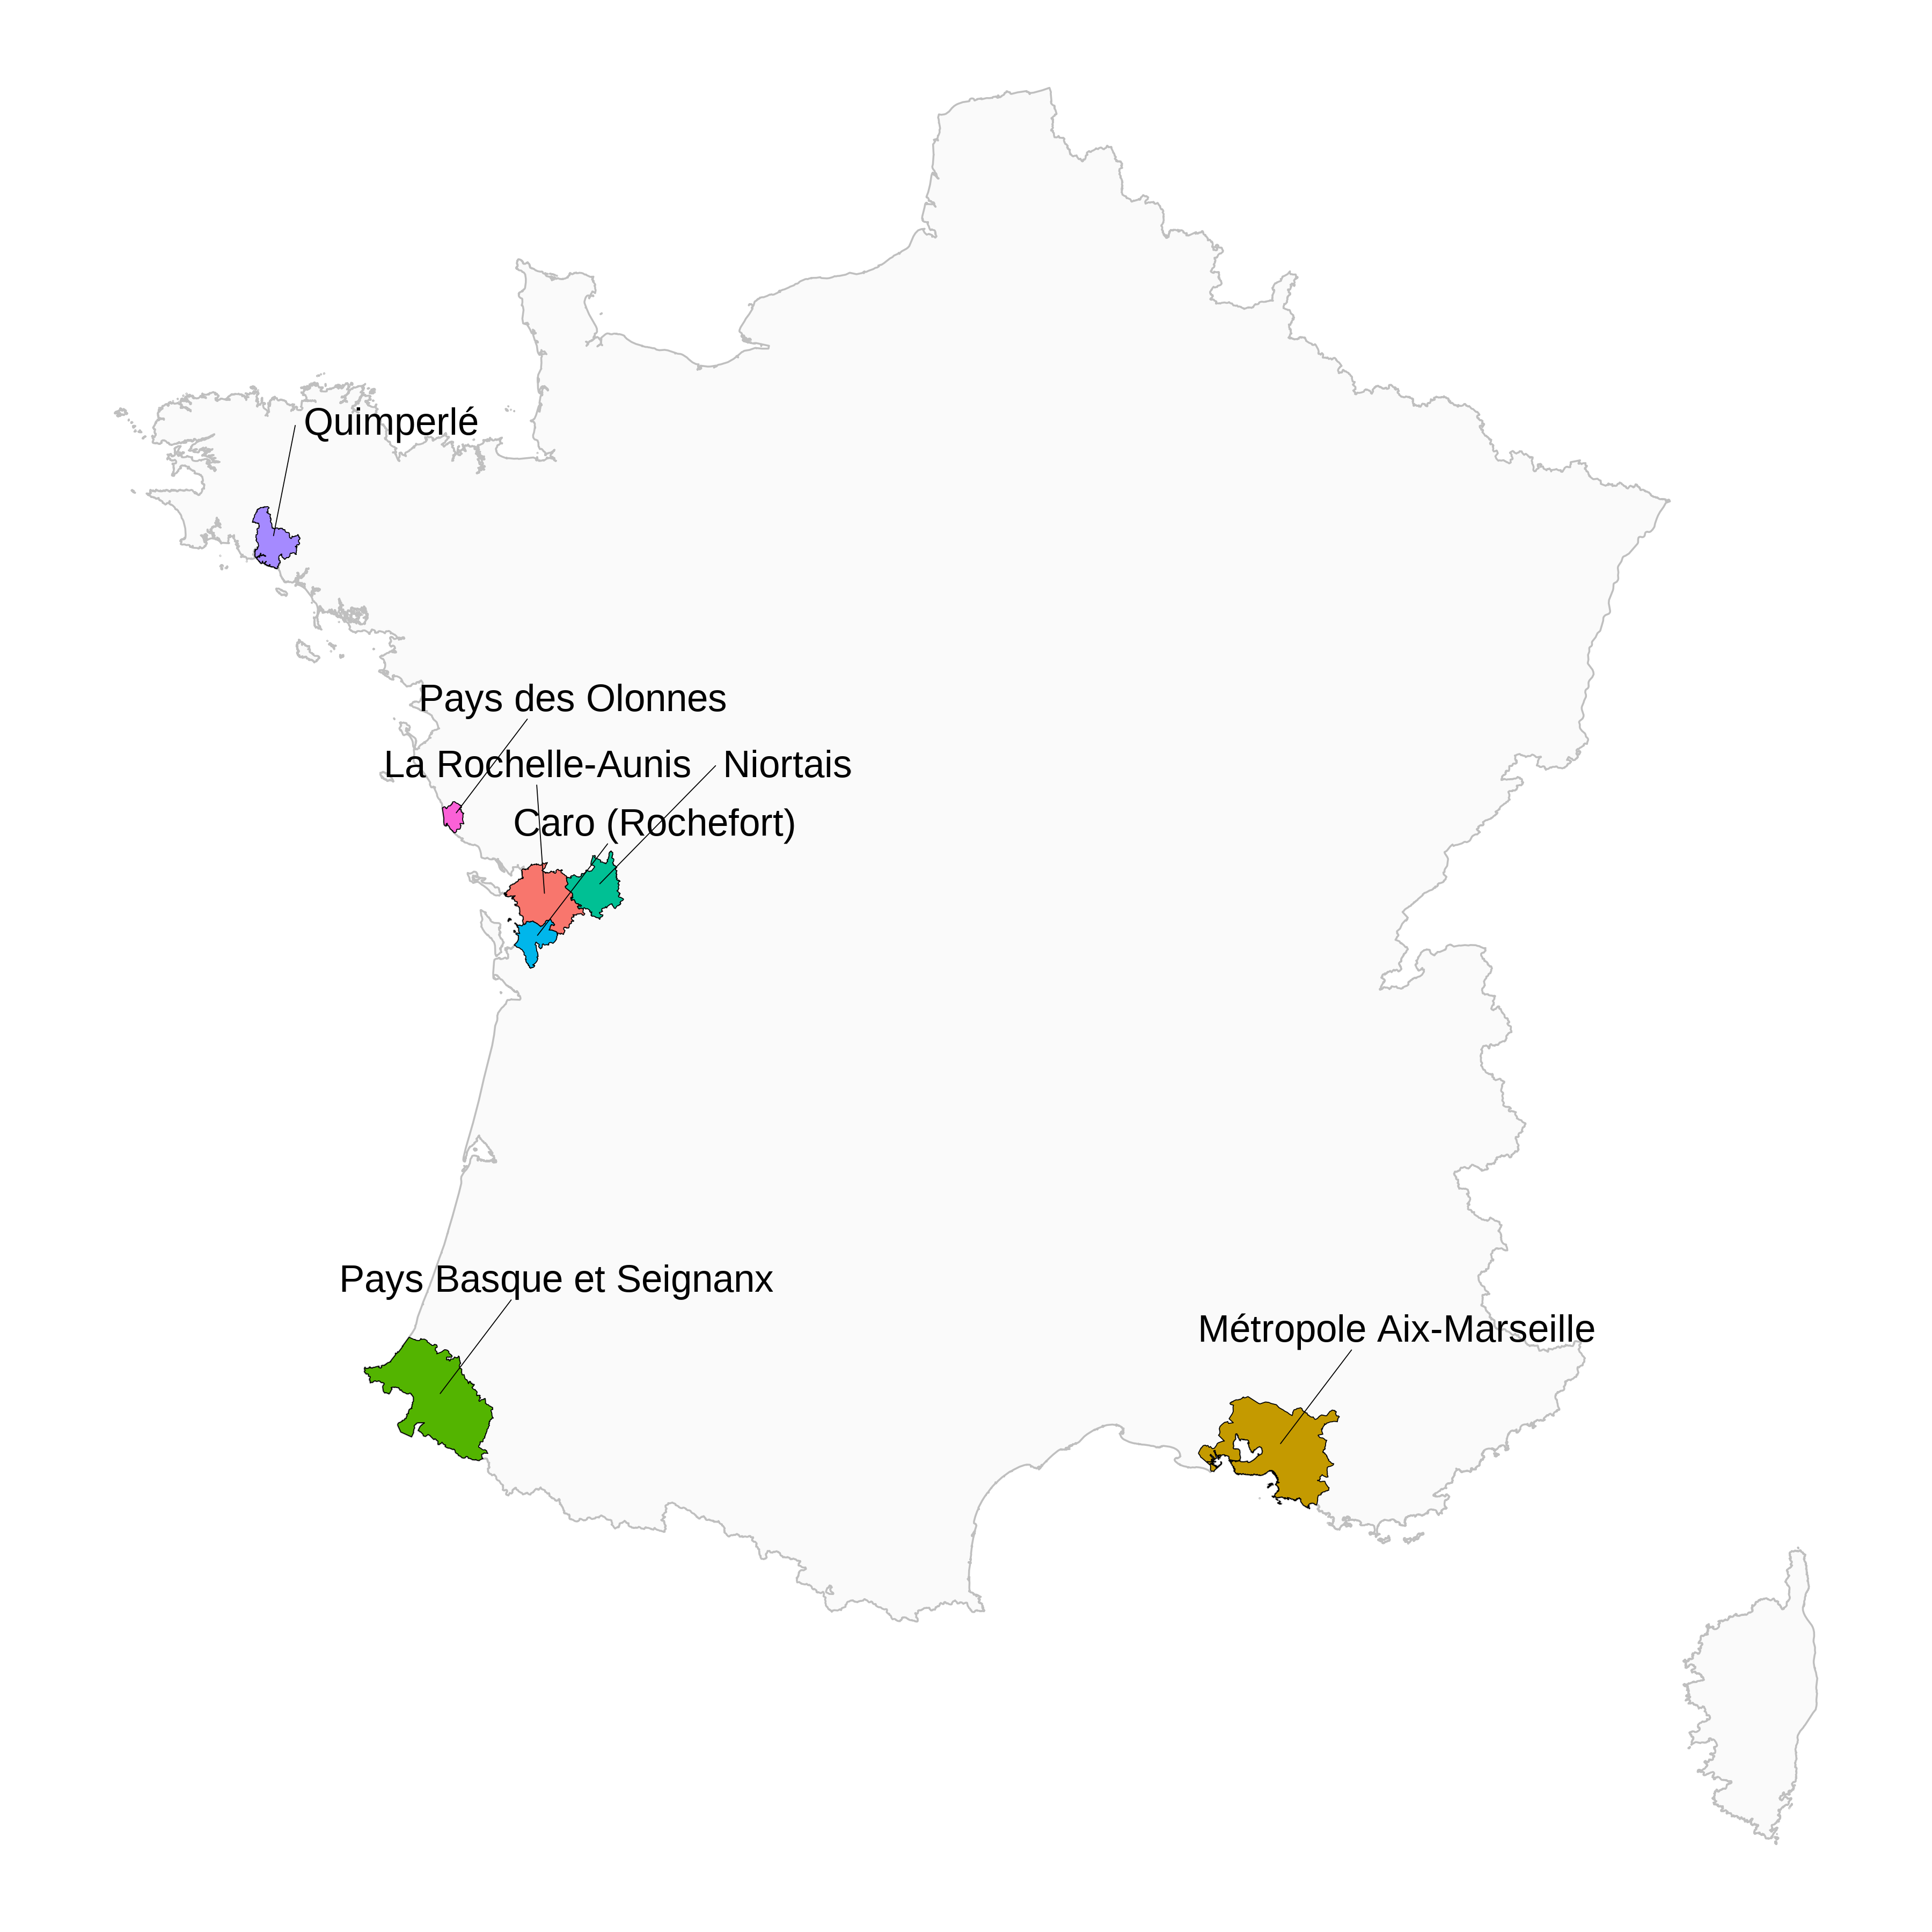 Quimperlé
Pays des Olonnes
La Rochelle-Aunis
Niortais
Caro (Rochefort)
Pays Basque et Seignanx
Métropole Aix-Marseille